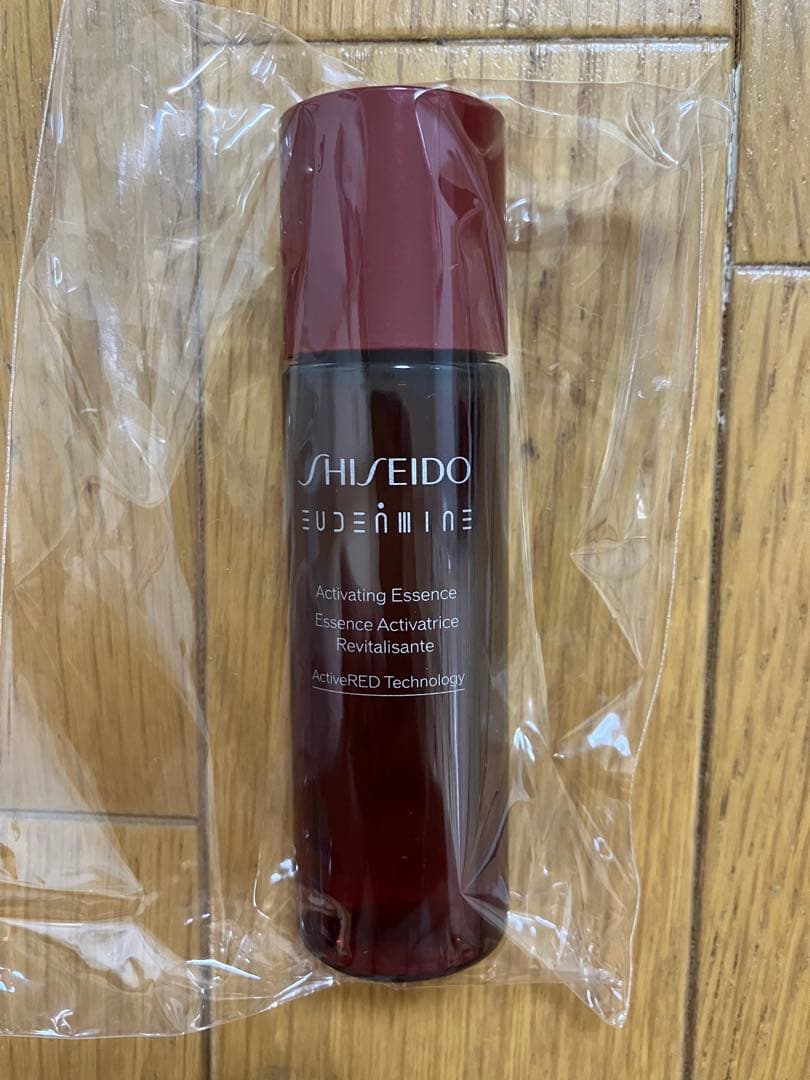 SHISEIDO
EUDERMINE
Activating Essence
Essence Activatrice
Revitalisante
ActiveRED Technology